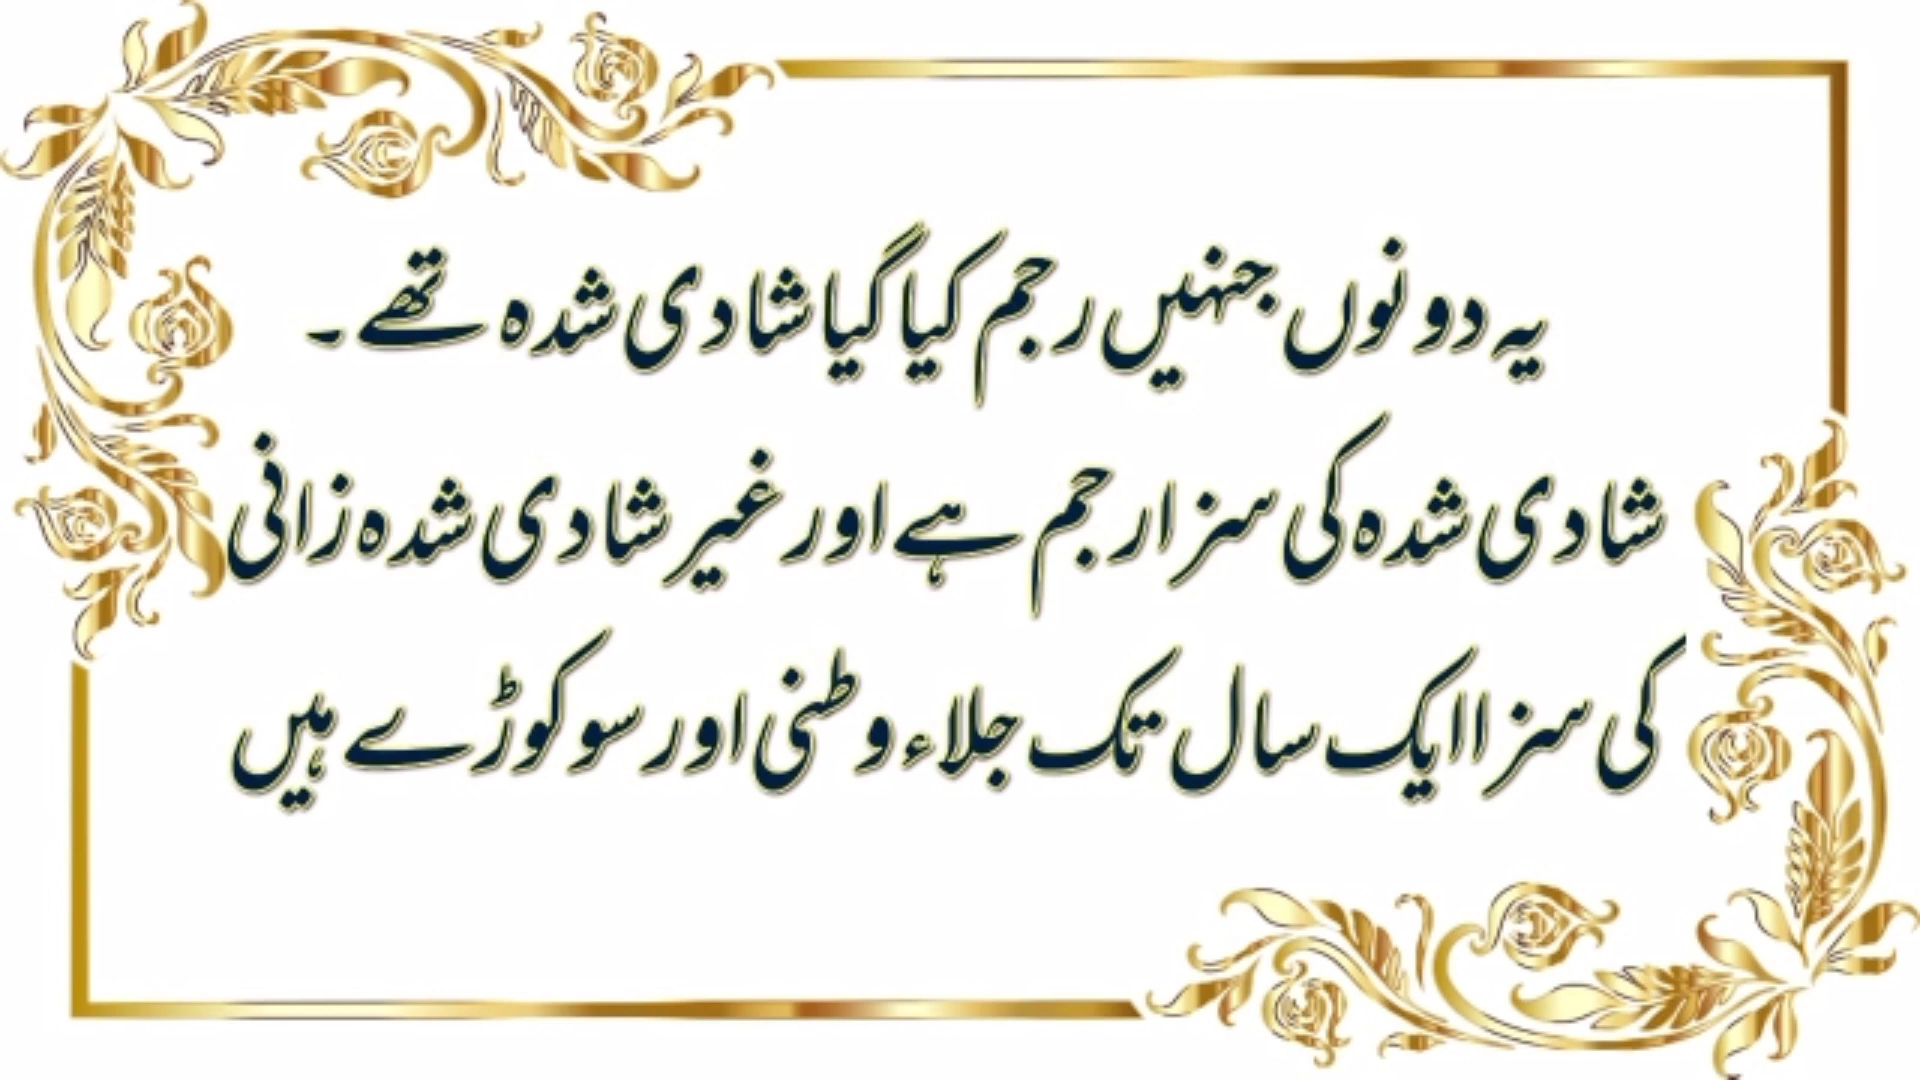 یہ دونوں جنہیں رجم کیا گیا شادی شدہ تھے۔
شادی شدہ کی سزا رجم ہے اور غیر شادی شدہ زانی
کی سزا ایک سال تک جلاء وطنی اور سو کوڑے ہیں